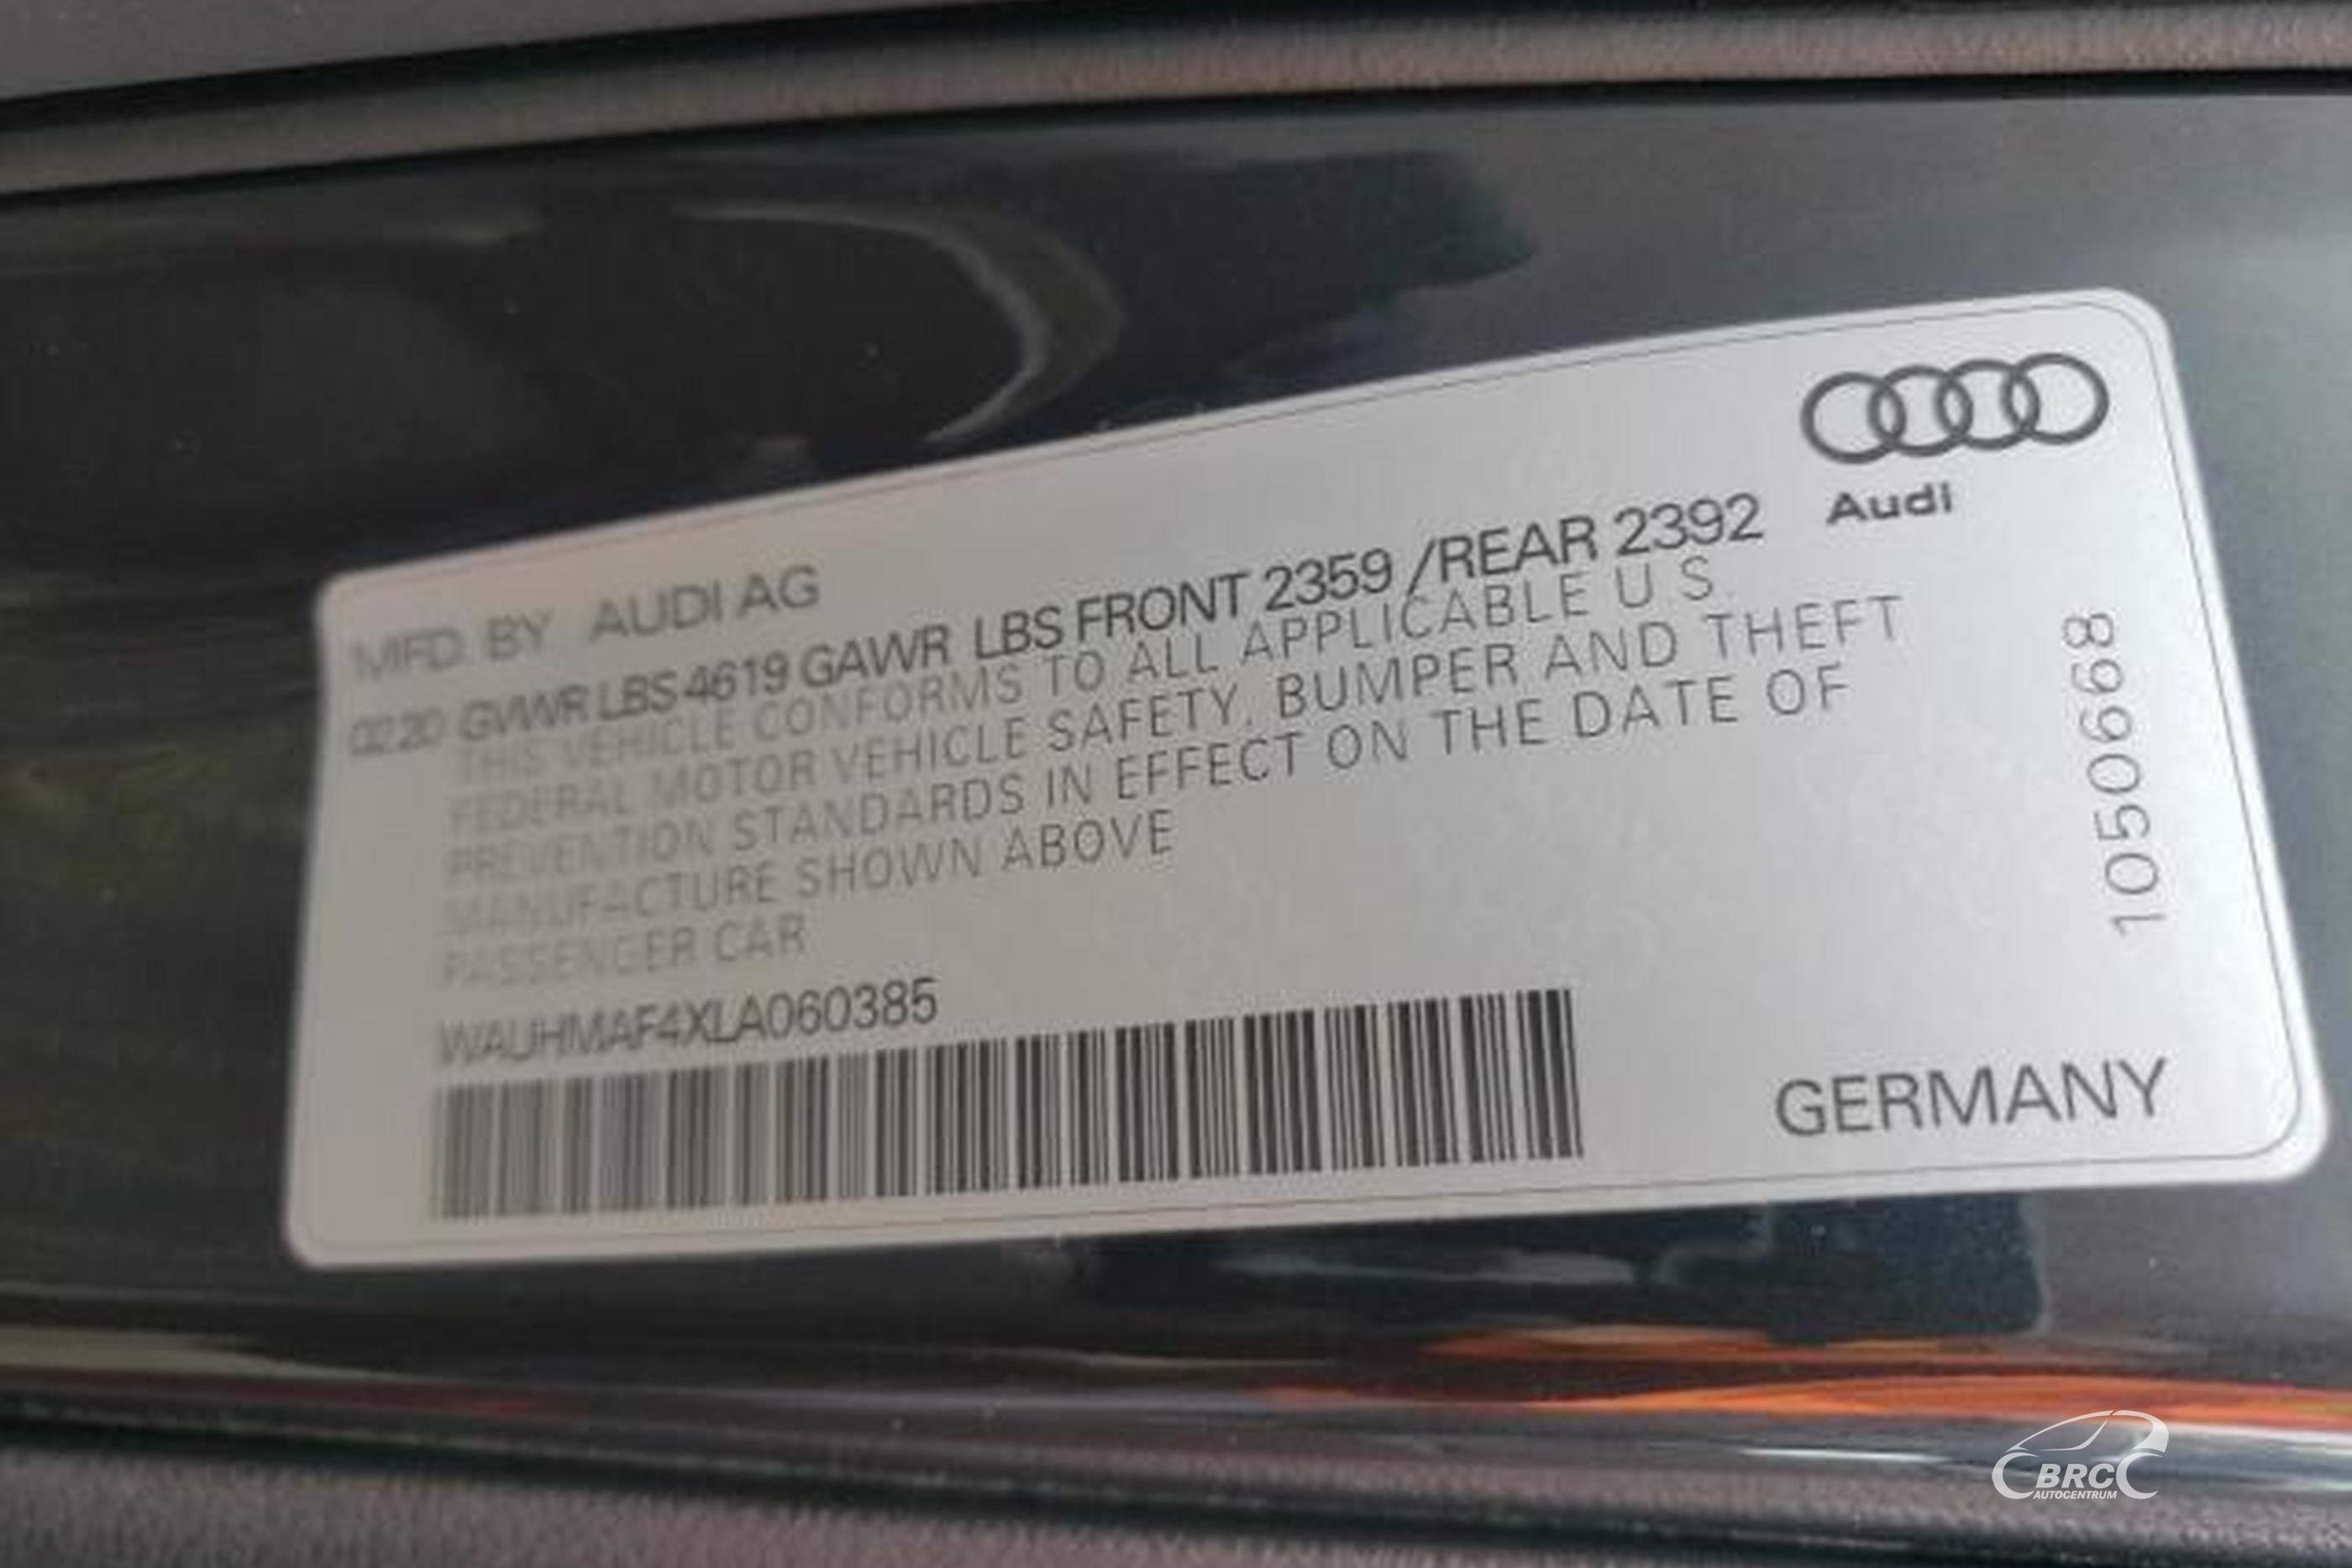 Audi
MFD. BY AUDI AG
02.20 GVWR LBS 4619 GAWR LBS FRONT 2359 /REAR 2392
THIS VEHICLE CONFORMS TO ALL APPLICABLE U S
FEDERAL MOTOR VEHICLE SAFETY, BUMPER AND THEFT
PREVENTION STANDARDS IN EFFECT ON THE DATE OF
MANUFACTURE SHOWN ABOVE
PASSENGER CAR
WAUHMAF4XLA060385
GERMANY
1050668
BRC
AUTOCENTRUM